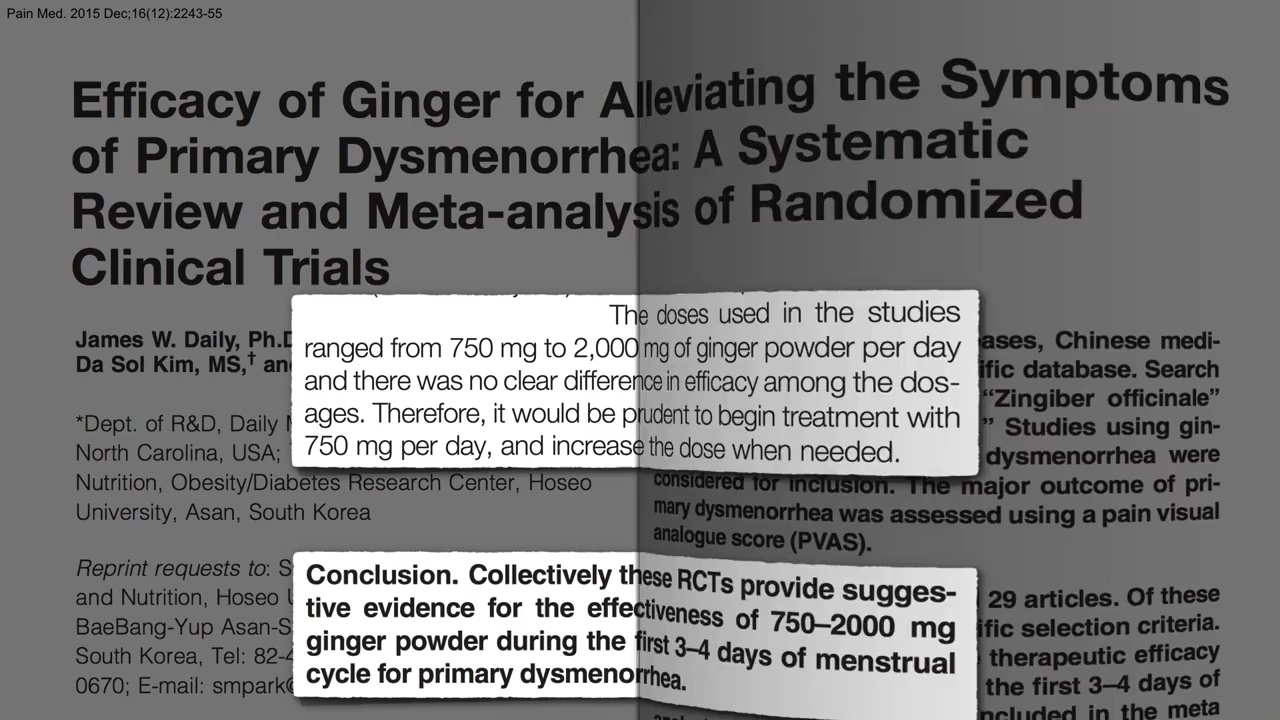 Pain Med. 2015 Dec;16(12):2243-55
Efficacy of Ginger for Alleviating the Symptoms
of Primary Dysmenorrhea: A Systematic
Review and Meta-analysis of Randomized
Clinical Trials
The doses used in the studies
ranged from 750 mg to 2,000 mg of ginger powder per day
and there was no clear difference in efficacy among the dos-
ages. Therefore, it would be prudent to begin treatment with
750 mg per day, and increase the dose when needed.
James W. Daily, Ph.D
Da Sol Kim, MS,†
*Dept. of R&D, Daily
North Carolina, USA;
Nutrition, Obesity/Diabetes Research Center, Hoseo
University, Asan, South Korea
Reprint requests to:
and Nutrition, Hoseo
BaeBang-Yup Asan-S
South Korea, Tel: 82-4
0670; E-mail: smpark
Chinese medi-
database. Search
“Zingiber officinale”
” Studies using gin-
dysmenorrhea were
considered for inclusion. The major outcome of pri-
mary dysmenorrhea was assessed using a pain visual
analogue score (PVAS).
Conclusion. Collectively these RCTs provide sugges-
tive evidence for the effectiveness of 750–2000 mg
ginger powder during the first 3–4 days of menstrual
cycle for primary dysmenorrhea.
29 articles. Of these
selection criteria.
therapeutic efficacy
the first 3–4 days of
in the meta